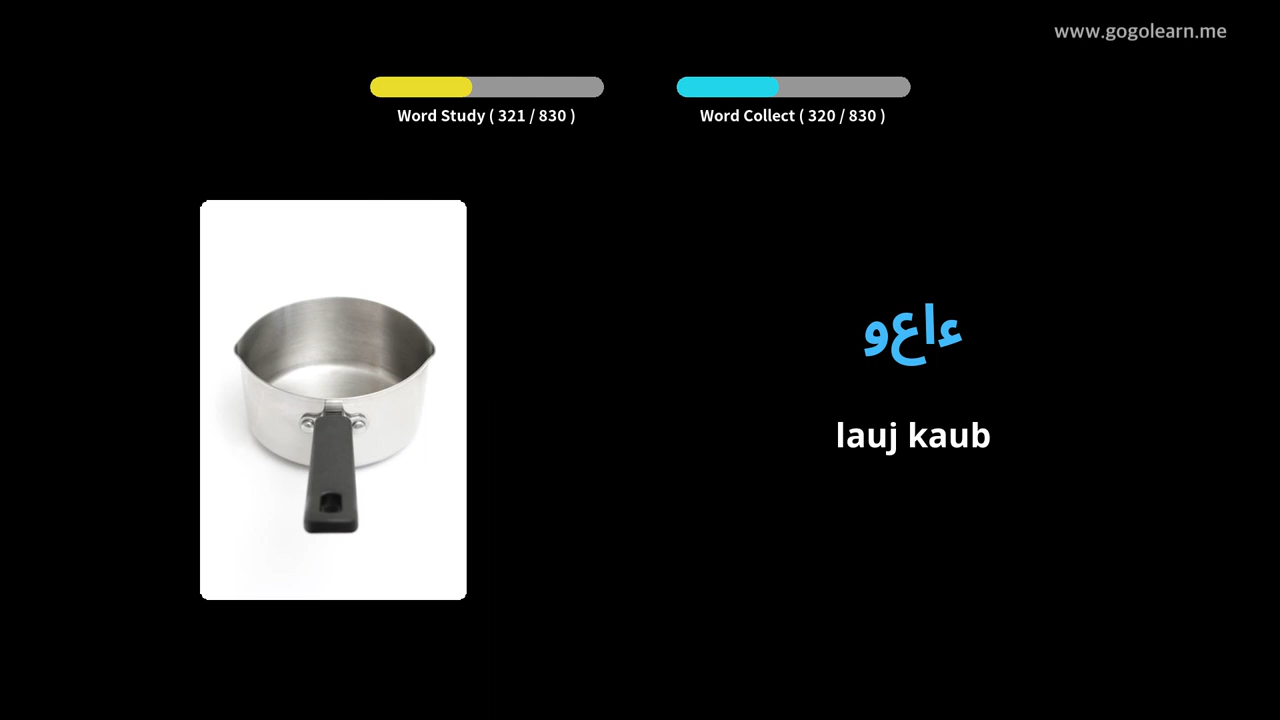 www.gogolearn.me
Word Study ( 321 / 830 )
Word Collect ( 320 / 830 )
ءاعو
lauj kaub